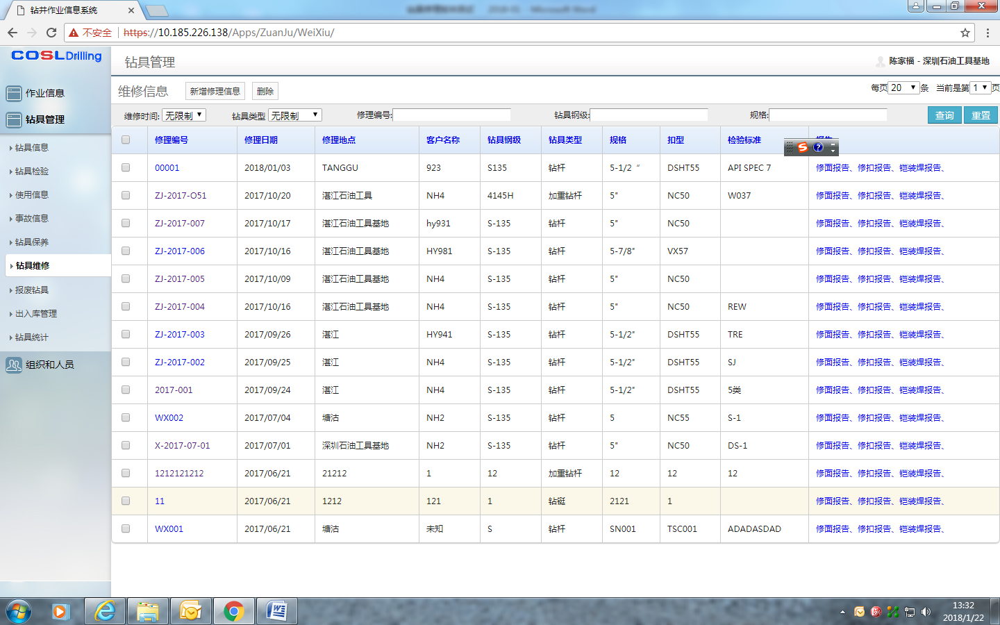 钻井作业信息系统
不安全 https://10.185.226.138/Apps/ZuanJu/WeiXiu/
COSL Drilling
钻具管理
陈家福 - 深圳石油工具基地
作业信息
钻具管理
钻具信息
钻具检验
使用信息
事故信息
钻具保养
钻具维修
报废钻具
出入库管理
钻具统计
组织和人员
维修信息 新增修理信息 删除 每页 20 条 当前是第 1 页
维修时间: 无限制 钻具类型 无限制 修理编号: 钻具钢级: 规格: 查询 重置
修理编号 修理日期 修理地点 客户名称 钻具钢级 钻具类型 规格 扣型 检验标准
00001 2018/01/03 TANGGU 923 S135 钻杆 5-1/2“ DSHT55 API SPEC 7 修面报告、修扣报告、铠装焊报告、
ZJ-2017-O51 2017/10/20 湛江石油工具 NH4 4145H 加重钻杆 5" NC50 W037 修面报告、修扣报告、铠装焊报告、
ZJ-2017-007 2017/10/17 湛江石油工具基地 hy931 S-135 钻杆 5" NC50 修面报告、修扣报告、铠装焊报告、
ZJ-2017-006 2017/10/16 湛江石油工具基地 HY981 S-135 钻杆 5-7/8" VX57 修面报告、修扣报告、铠装焊报告、
ZJ-2017-005 2017/10/09 湛江石油工具基地 NH4 S-135 钻杆 5" NC50 修面报告、修扣报告、铠装焊报告、
ZJ-2017-004 2017/10/16 湛江石油工具基地 NH4 S-135 钻杆 5" NC50 REW 修面报告、修扣报告、铠装焊报告、
ZJ-2017-003 2017/09/26 湛江 HY941 S-135 钻杆 5-1/2" DSHT55 TRE 修面报告、修扣报告、铠装焊报告、
ZJ-2017-002 2017/09/25 湛江 NH4 S-135 钻杆 5-1/2" DSHT55 SJ 修面报告、修扣报告、铠装焊报告、
2017-001 2017/09/24 湛江 NH4 S-135 钻杆 5-1/2" DSHT55 5类 修面报告、修扣报告、铠装焊报告、
WX002 2017/07/04 塘沽 NH2 S-135 钻杆 5 NC55 S-1 修面报告、修扣报告、铠装焊报告、
X-2017-07-01 2017/07/01 深圳石油工具基地 NH2 S-135 钻杆 5" NC50 DS-1 修面报告、修扣报告、铠装焊报告、
1212121212 2017/06/21 21212 1 12 加重钻杆 12 12 12 修面报告、修扣报告、铠装焊报告、
11 2017/06/21 1212 121 1 钻铤 2121 1 修面报告、修扣报告、铠装焊报告、
WX001 2017/06/21 塘沽 未知 S 钻杆 SN001 TSC001 ADADASDAD 修面报告、修扣报告、铠装焊报告、
13:32
2018/1/22